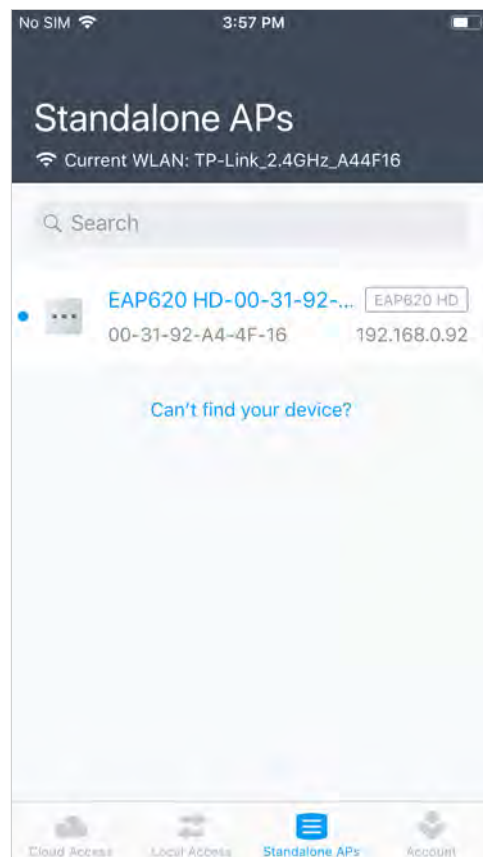 No SIM 3:57 PM
Standalone APs
Current WLAN: TP-Link_2.4GHz_A44F16
Search
EAP620 HD-00-31-92-... EAP620 HD
00-31-92-A4-4F-16 192.168.0.92
Can't find your device?
Cloud Access Local Access Standalone APs Account